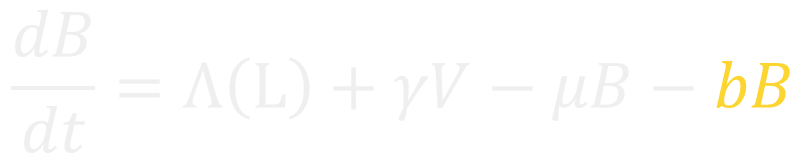 dB/dt = Λ(L) + γV − μB − bB